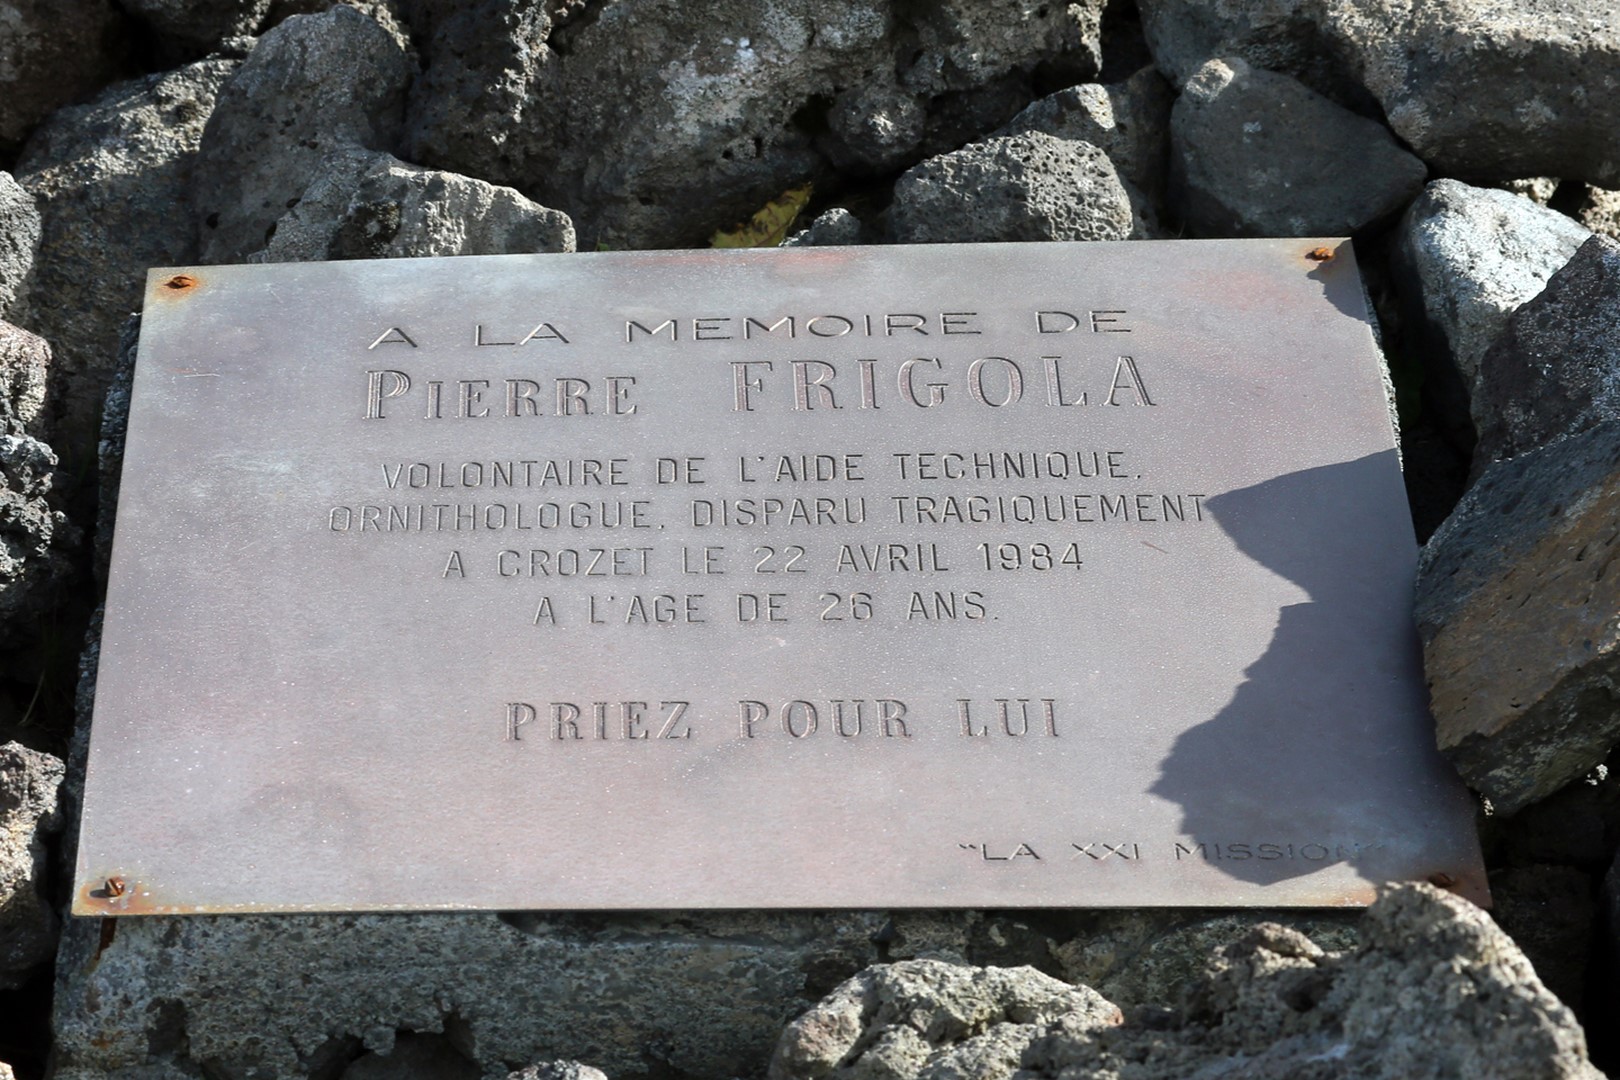 A LA MEMOIRE DE
PIERRE FRIGOLA
VOLONTAIRE DE L'AIDE TECHNIQUE.
ORNITHOLOGUE. DISPARU TRAGIQUEMENT
A CROZET LE 22 AVRIL 1984
A L'AGE DE 26 ANS.
PRIEZ POUR LUI
"LA XXI MISSION"